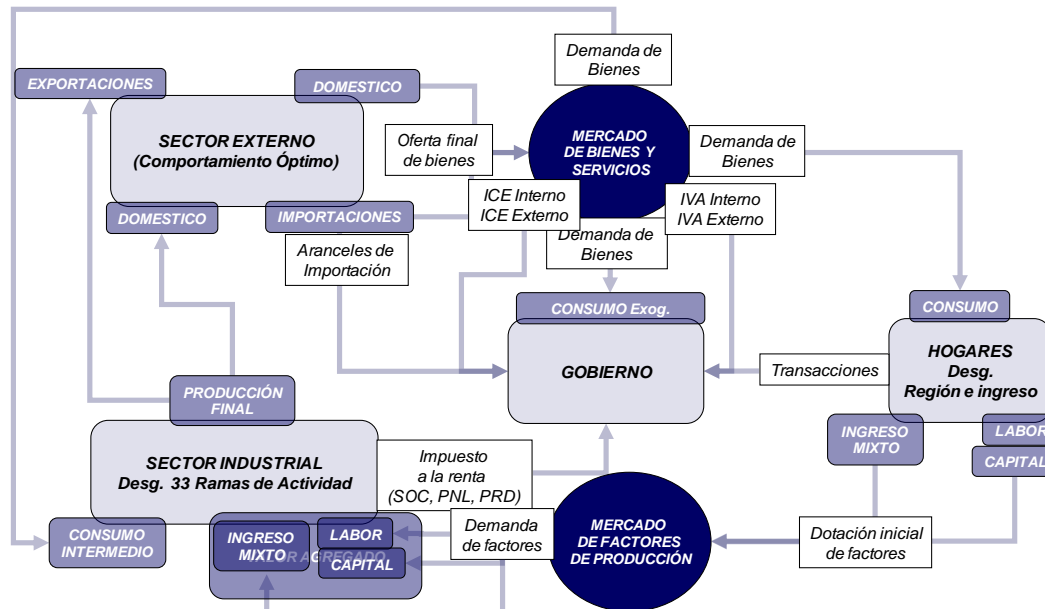 Demanda de
Bienes
EXPORTACIONES
DOMESTICO
SECTOR EXTERNO
(Comportamiento Óptimo)
Oferta final
de bienes
MERCADO
DE BIENES Y
SERVICIOS
Demanda de
Bienes
ICE Interno
ICE Externo
IVA Interno
IVA Externo
DOMESTICO
IMPORTACIONES
Aranceles de
Importación
Demanda de
Bienes
CONSUMO Exog.
CONSUMO
GOBIERNO
Transacciones
HOGARES
Desg.
Región e ingreso
PRODUCCIÓN
FINAL
INGRESO
MIXTO
LABOR
CAPITAL
SECTOR INDUSTRIAL
Desg. 33 Ramas de Actividad
Impuesto
a la renta
(SOC, PNL, PRD)
CONSUMO
INTERMEDIO
INGRESO
MIXTO
LABOR
CAPITAL
AGREGADO
Demanda
de factores
MERCADO
DE FACTORES
DE PRODUCCIÓN
Dotación inicial
de factores